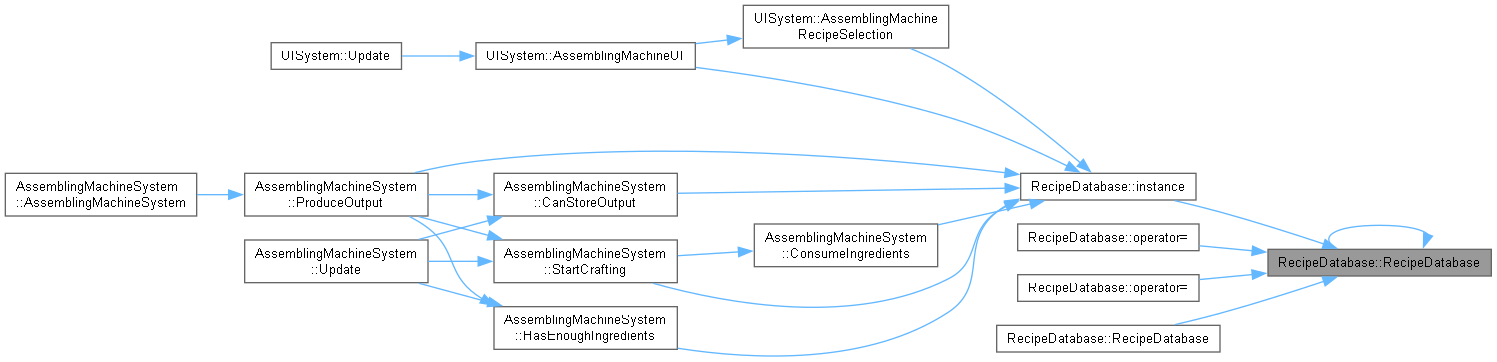 UISystem::AssemblingMachine
RecipeSelection
UISystem::Update
UISystem::AssemblingMachineUI
AssemblingMachineSystem
::AssemblingMachineSystem
AssemblingMachineSystem
::ProduceOutput
AssemblingMachineSystem
::CanStoreOutput
RecipeDatabase::instance
AssemblingMachineSystem
::Update
AssemblingMachineSystem
::StartCrafting
AssemblingMachineSystem
::ConsumeIngredients
RecipeDatabase::operator=
RecipeDatabase::RecipeDatabase
RecipeDatabase::operator=
AssemblingMachineSystem
::HasEnoughIngredients
RecipeDatabase::RecipeDatabase